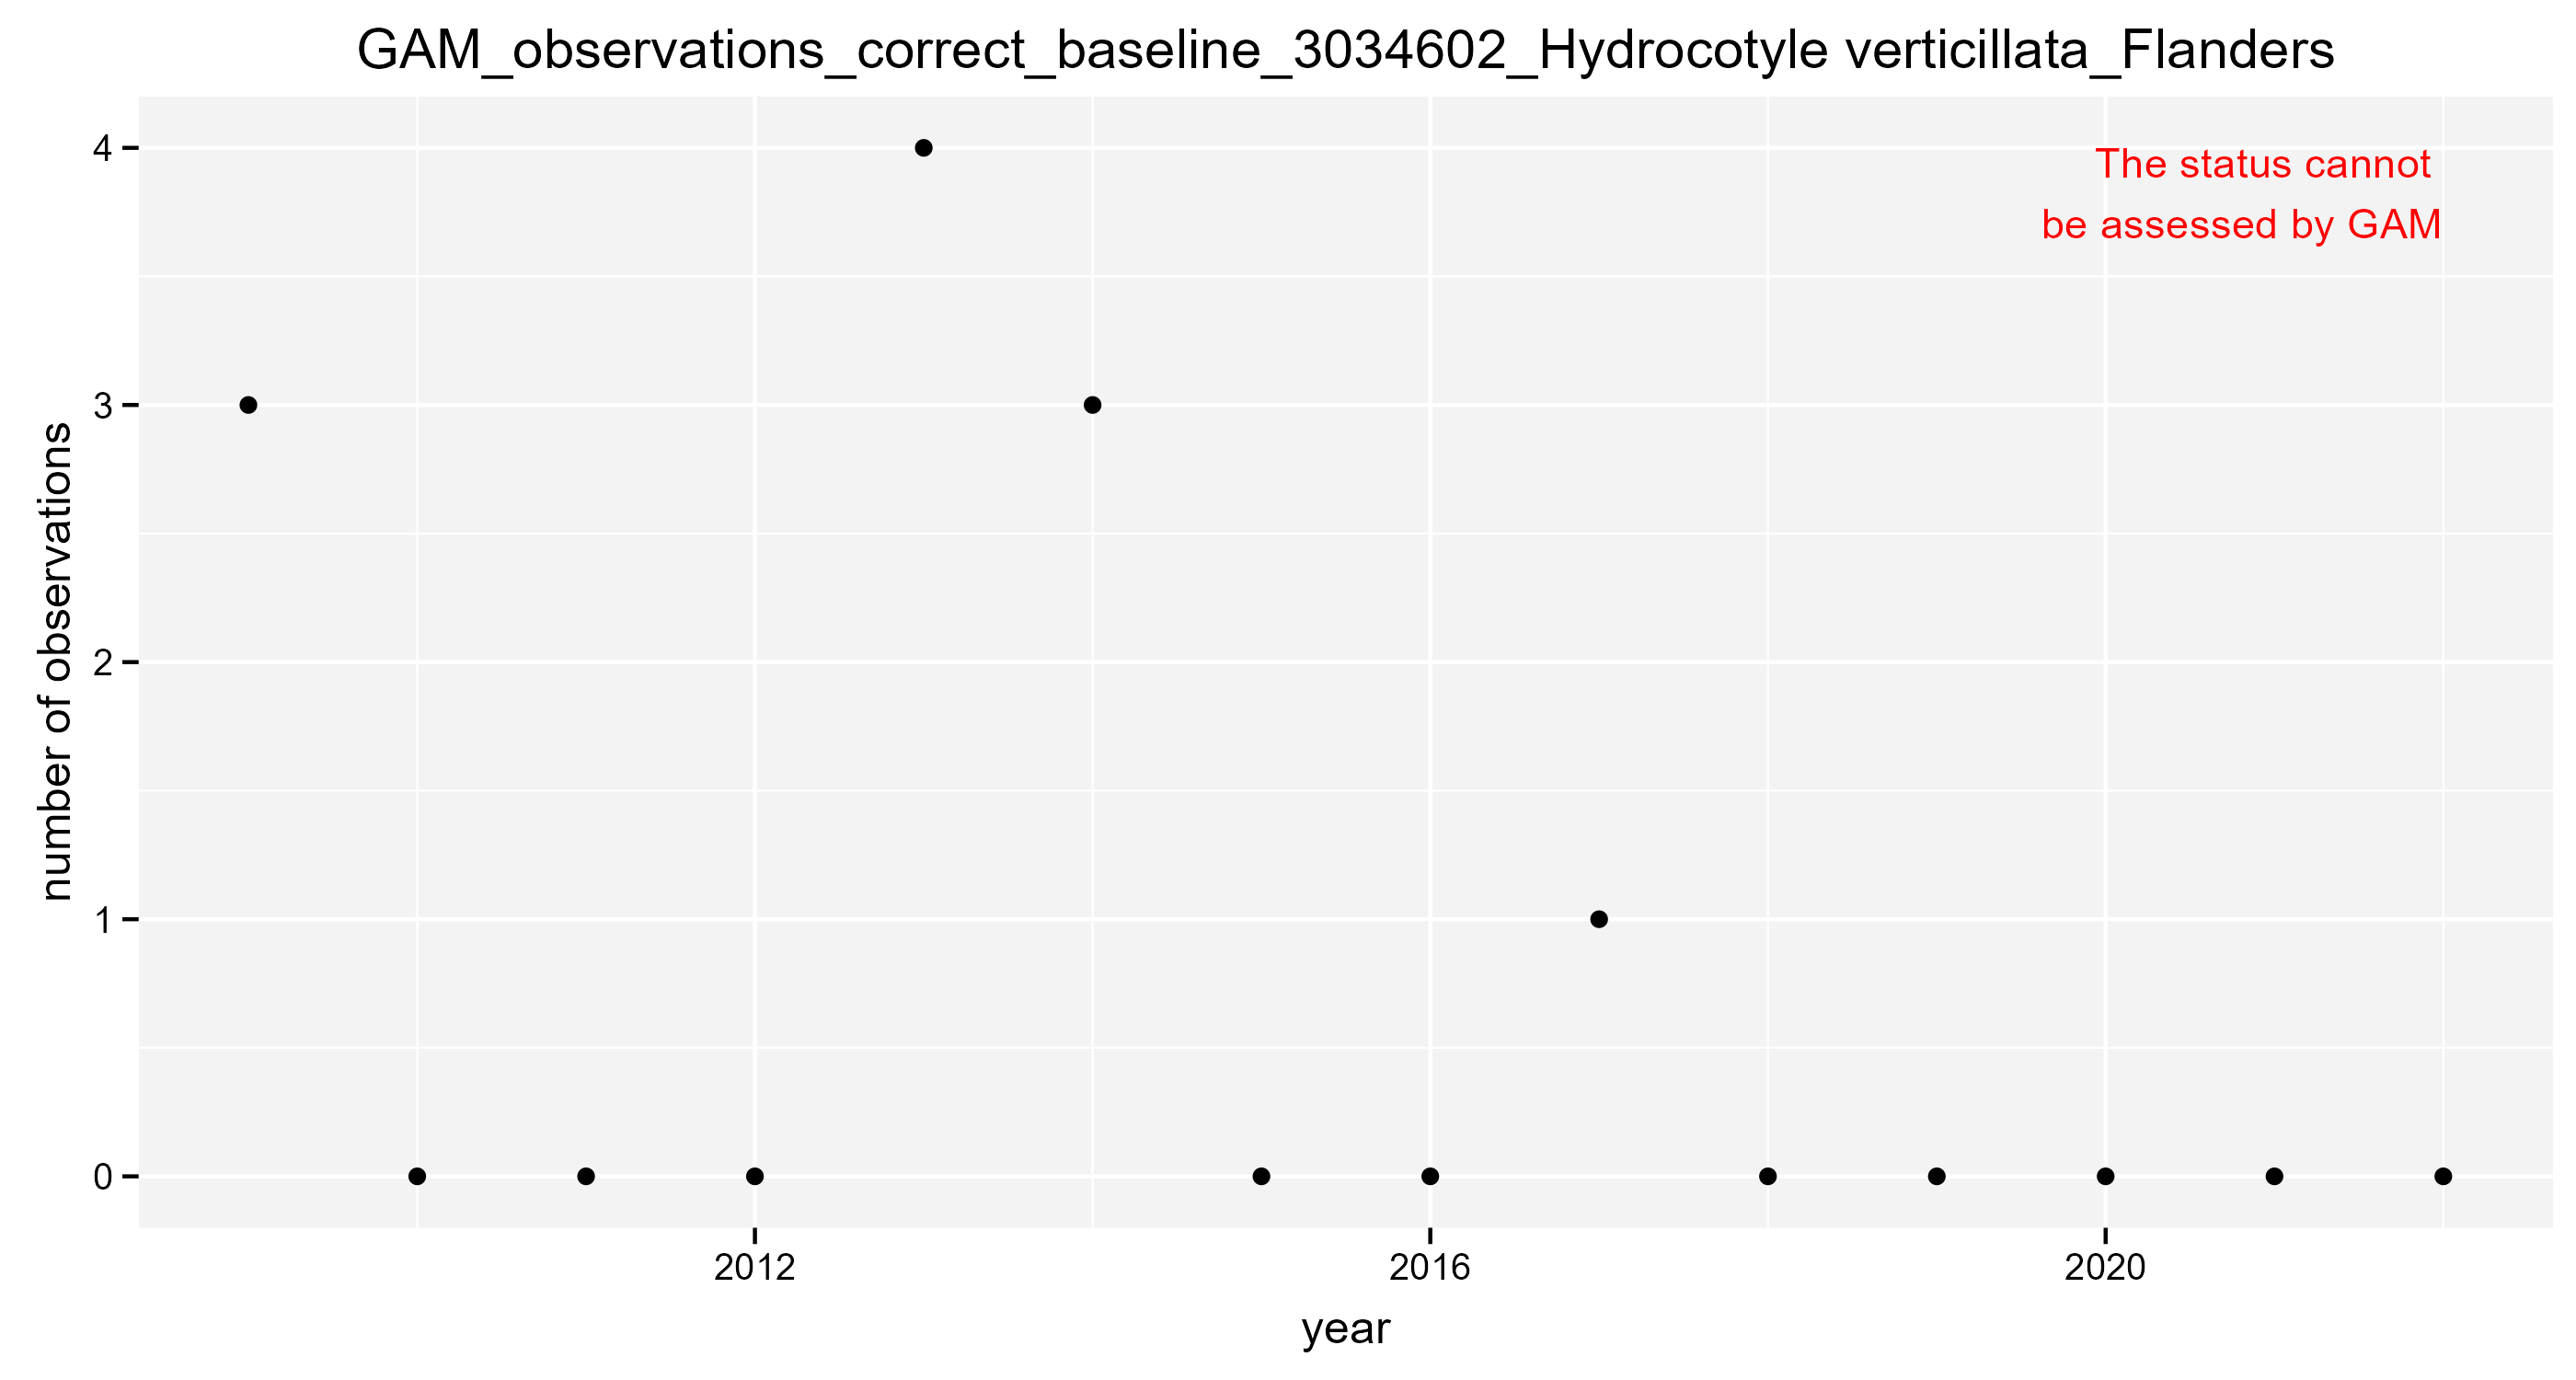 GAM_observations_correct_baseline_3034602_Hydrocotyle verticillata_Flanders
The status cannot
be assessed by GAM
number of observations
4
3
2
1
0
2012
2016
2020
year